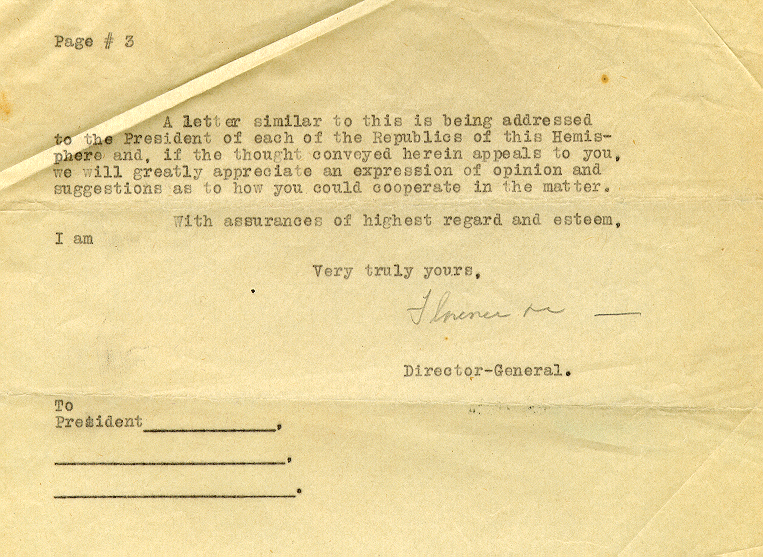 Page # 3
A letter similar to this is being addressed
to the President of each of the Republics of this Hemis-
phere and, if the thought conveyed herein appeals to you,
we will greatly appreciate an expression of opinion and
suggestions as to how you could cooperate in the matter.
With assurances of highest regard and esteem,
I am
Very truly yours,
Florence
Director-General.
To
President____________,
____________________,
____________________.